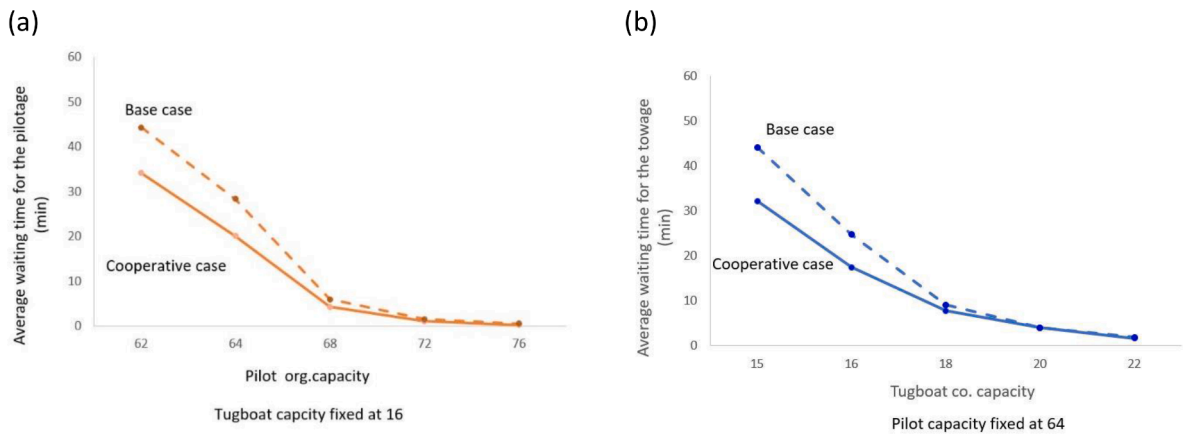 (a)
Average waiting time for the pilotage
(min)
60
50
40
30
20
10
0
Base case
Cooperative case
62 64 68 72 76
Pilot org.capacity
Tugboat capcity fixed at 16
(b)
Average waiting time for the towage
(min)
60
50
40
30
20
10
0
Base case
Cooperative case
15 16 18 20 22
Tugboat co. capacity
Pilot capacity fixed at 64